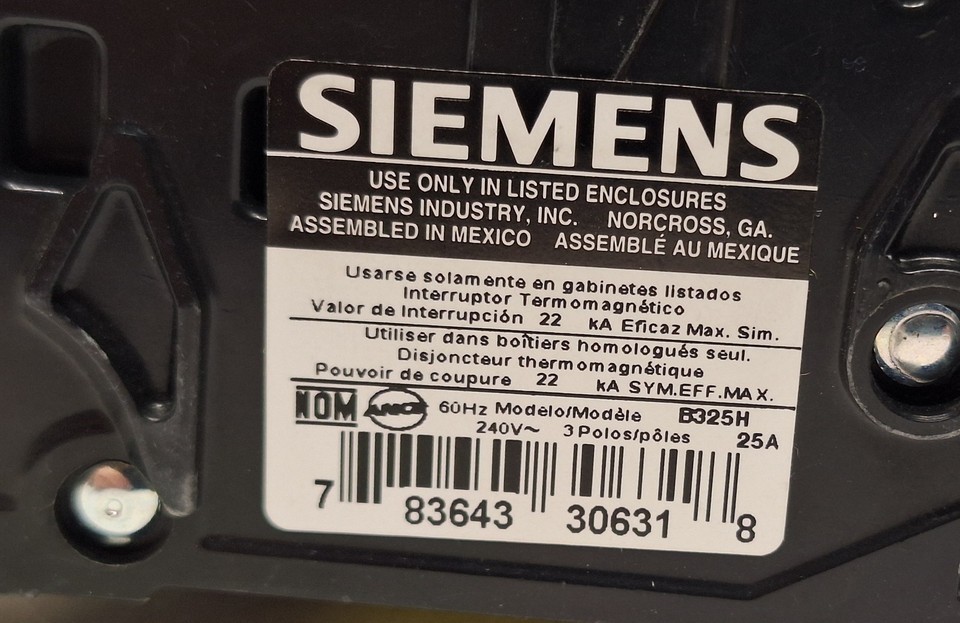 SIEMENS
USE ONLY IN LISTED ENCLOSURES
SIEMENS INDUSTRY, INC. NORCROSS, GA.
ASSEMBLED IN MEXICO ASSEMBLÉ AU MEXIQUE
Usarse solamente en gabinetes listados
Interruptor Termomagnético
Valor de Interrupción 22 kA Eficaz Max. Sim.
Utiliser dans boîtiers homologués seul.
Disjoncteur thermomagnétique
Pouvoir de coupure 22 kA SYM.EFF.MAX.
NOM ANCE 60Hz Modelo/Modèle B325H
240V~ 3 Polos/pôles 25A
7 83643 30631 8